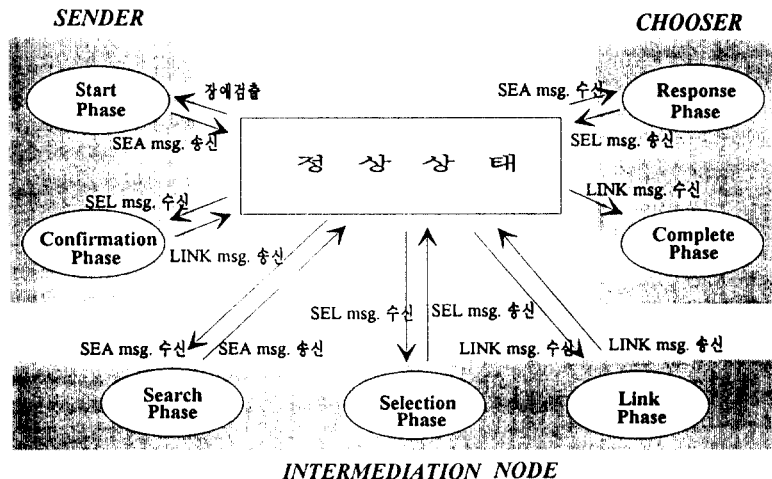 SENDER
CHOOSER
Start
Phase
장애검출
SEA msg. 송신
SEA msg. 수신
Response
Phase
SEL msg. 송신
정 상 상 태
SEL msg. 수신
Confirmation
Phase
LINK msg. 송신
LINK msg. 수신
Complete
Phase
SEA msg. 수신
SEA msg. 송신
SEL msg. 수신
SEL msg. 송신
LINK msg. 수신
LINK msg. 송신
Search
Phase
Selection
Phase
Link
Phase
INTERMEDIATION NODE